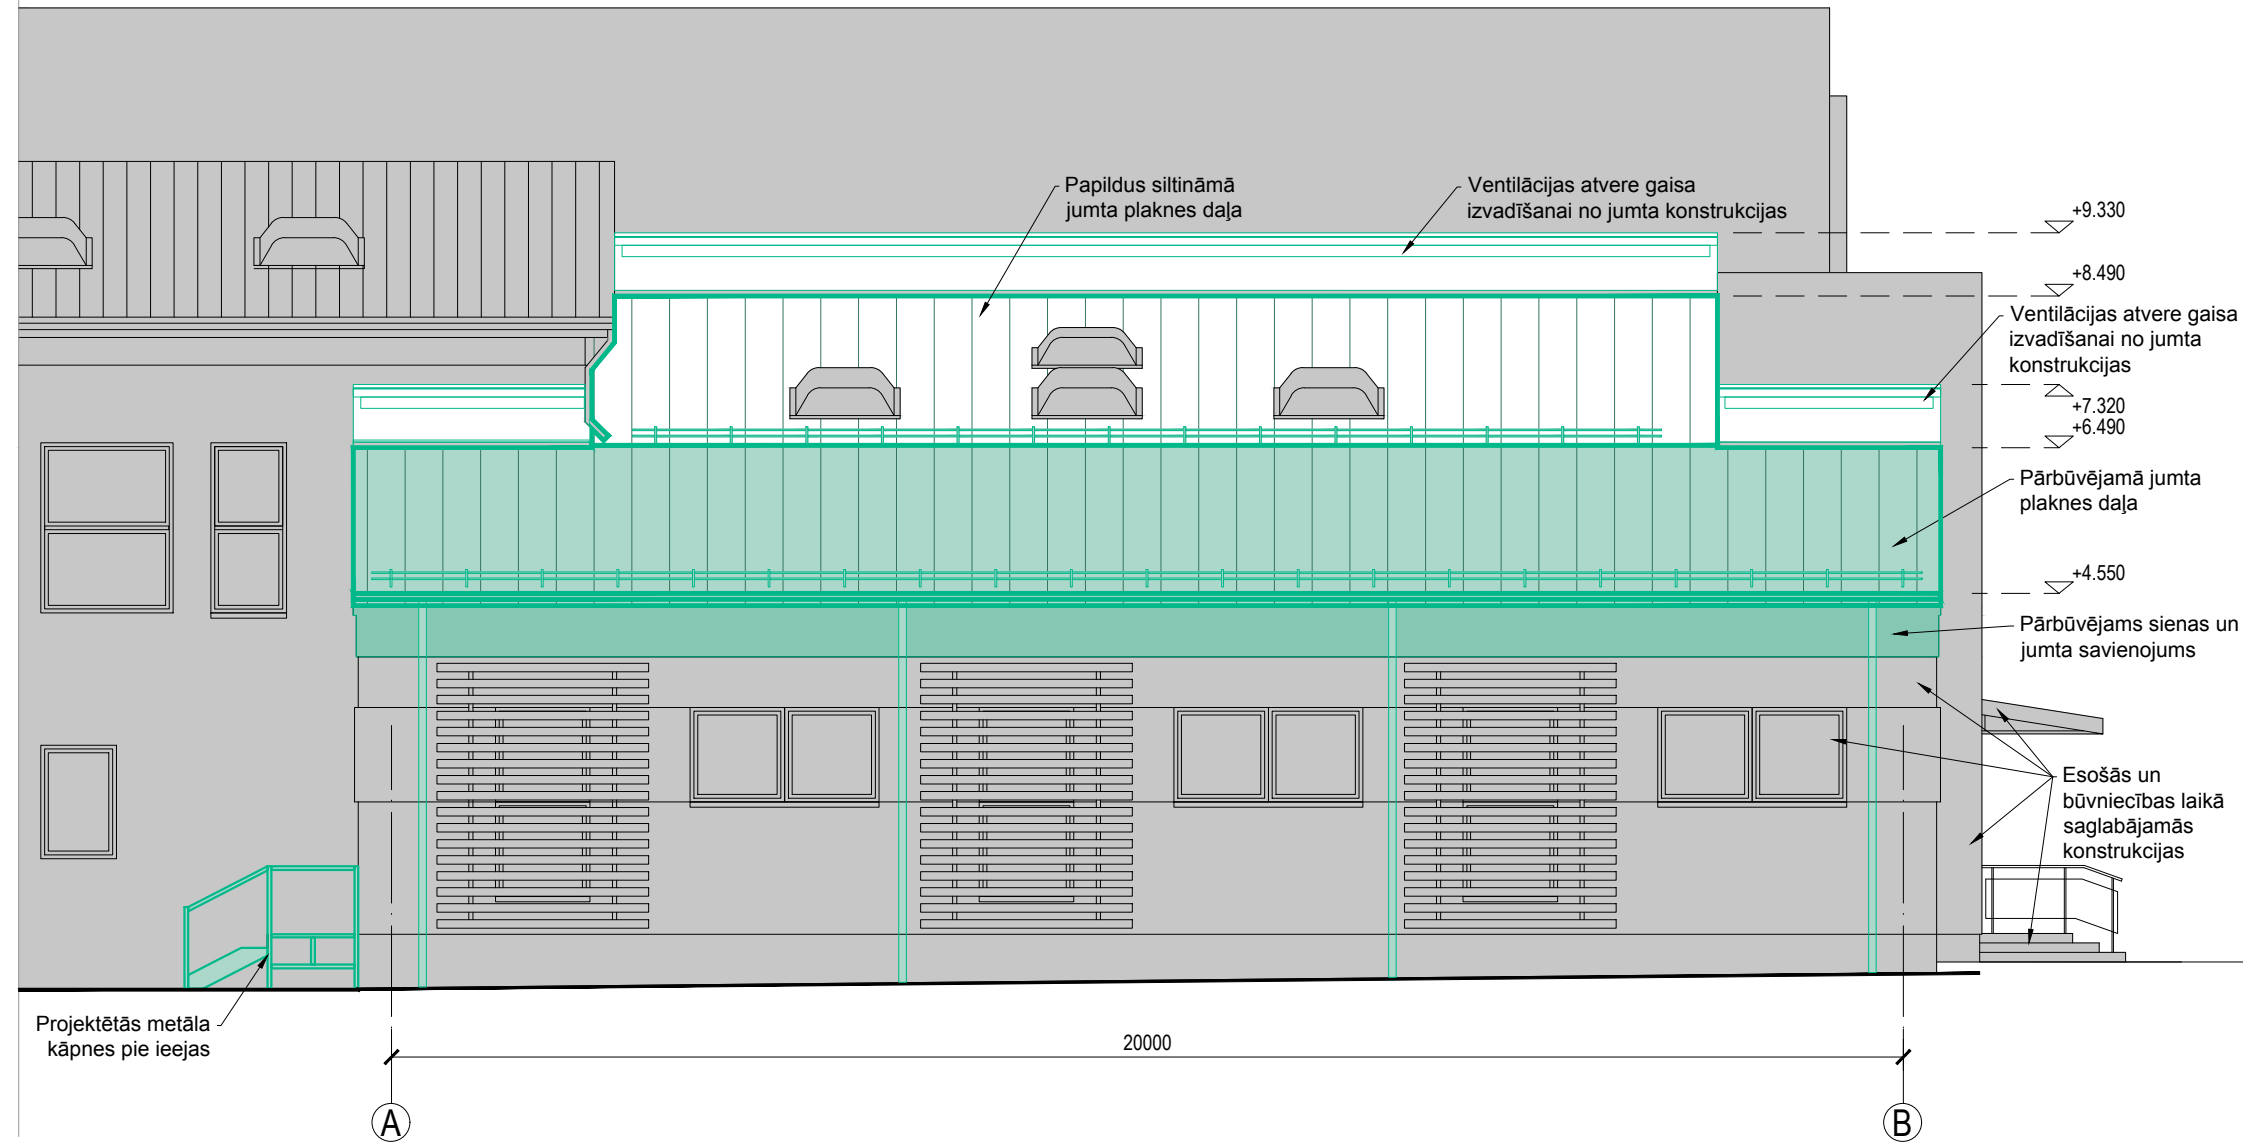 Papildus siltināmā
jumta plaknes daļa
Ventilācijas atvere gaisa
izvadīšanai no jumta konstrukcijas
+9.330
+8.490
Ventilācijas atvere gaisa
izvadīšanai no jumta
konstrukcijas
+7.320
+6.490
Pārbūvējamā jumta
plaknes daļa
+4.550
Pārbūvējams sienas un
jumta savienojums
Esošās un
būvniecības laikā
saglabājamās
konstrukcijas
Projektētās metāla
kāpnes pie ieejas
20000
A
B